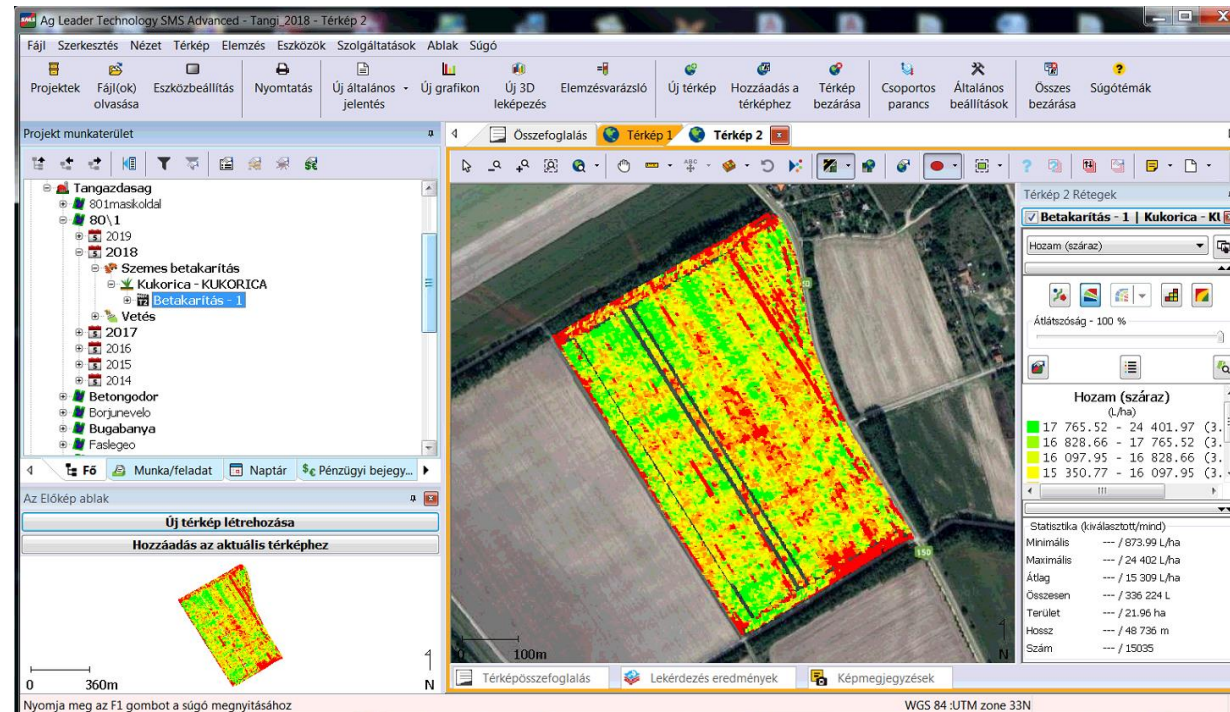 Ag Leader Technology SMS Advanced - Tangi_2018 - Térkép 2
Fájl Szerkesztés Nézet Térkép Elemzés Eszközök Szolgáltatások Ablak Súgó
Projektek
Fájl(ok) olvasása
Eszközbeállítás
Nyomtatás
Új általános jelentés
Új grafikon
Új 3D leképezés
Elemzésvarázsló
Új térkép
Hozzáadás a térképhez
Térkép bezárása
Csoportos parancs
Általános beállítások
Összes bezárása
Súgótémák
Projekt munkaterület
Összefoglalás
Térkép 1
Térkép 2
Tangazdasag
801maskoldal
80\1
2019
2018
Szemes betakarítás
Kukorica - KUKORICA
Betakarítás - 1
Vetés
2017
2016
2015
2014
Betongodor
Borjunevelo
Bugabanya
Faslegeo
Fő
Munka/feladat
Naptár
Pénzügyi bejegy...
Az Előkép ablak
Új térkép létrehozása
Hozzáadás az aktuális térképhez
0 360m
N
150
0 100m
N
Térkép 2 Rétegek
Betakarítás - 1 | Kukorica - KU
Hozam (száraz)
Átlátszóság - 100 %
Hozam (száraz)
(L/ha)
17 765.52 - 24 401.97 (3.
16 828.66 - 17 765.52 (3.
16 097.95 - 16 828.66 (3.
15 350.77 - 16 097.95 (3.
Statisztika (kiválasztott/mind)
Minimális --- / 873.99 L/ha
Maximális --- / 24 402 L/ha
Átlag --- / 15 309 L/ha
Összesen --- / 336 224 L
Terület --- / 21.96 ha
Hossz --- / 48 736 m
Szám --- / 15035
Térképösszefoglalás
Lekérdezés eredmények
Képmegjegyzések
Nyomja meg az F1 gombot a súgó megnyitásához
WGS 84 :UTM zone 33N